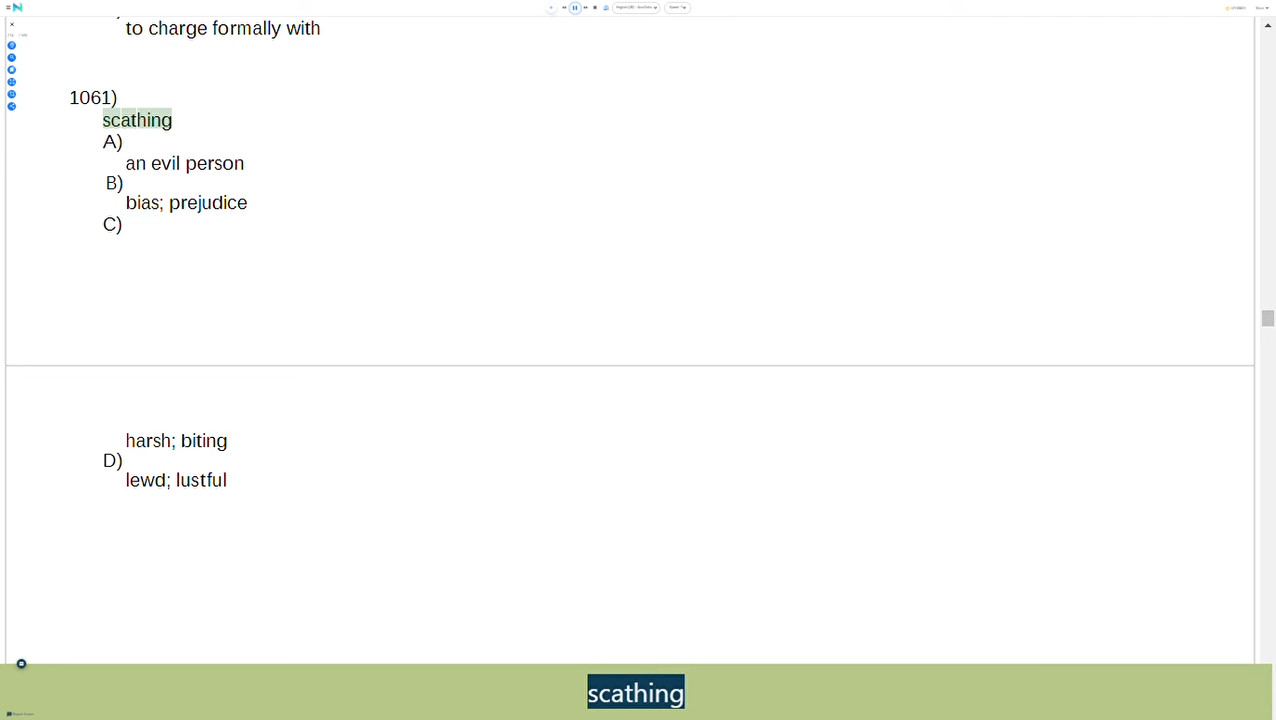 to charge formally with
1061)
scathing
A)
an evil person
B)
bias; prejudice
C)
harsh; biting
D)
lewd; lustful
scathing